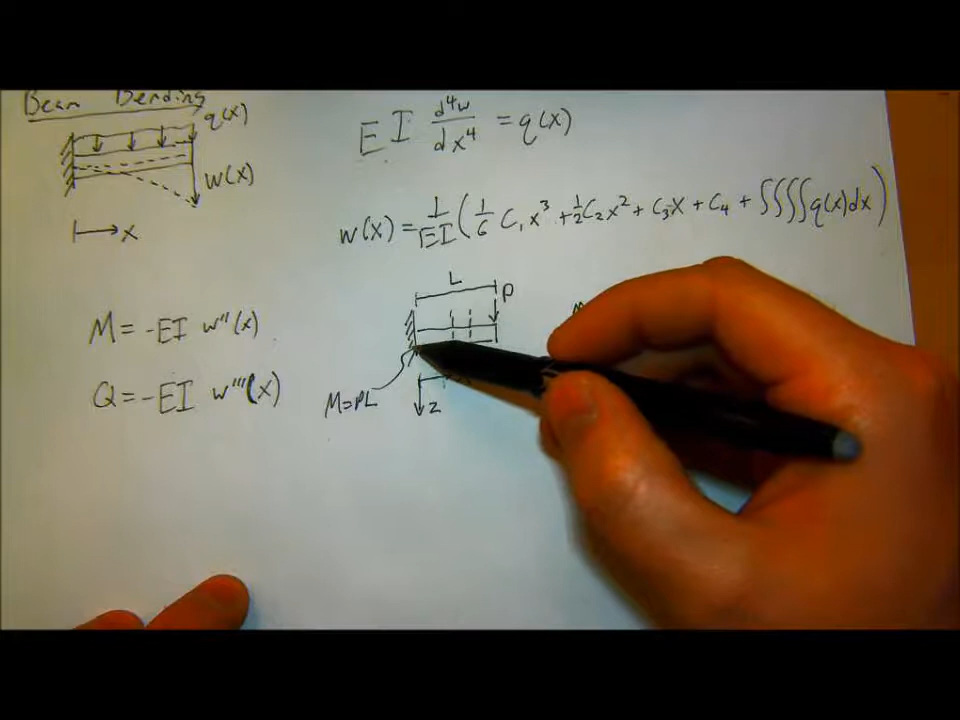 Beam Bending
q(x)
w(x)
x
EI d⁴w/dx⁴ = q(x)
w(x) = 1/EI (1/6 C₁x³ + 1/2 C₂x² + C₃x + C₄ + ∫∫∫∫q(x)dx)
M = -EI w''(x)
Q = -EI w'''(x)
L
P
M=PL
z